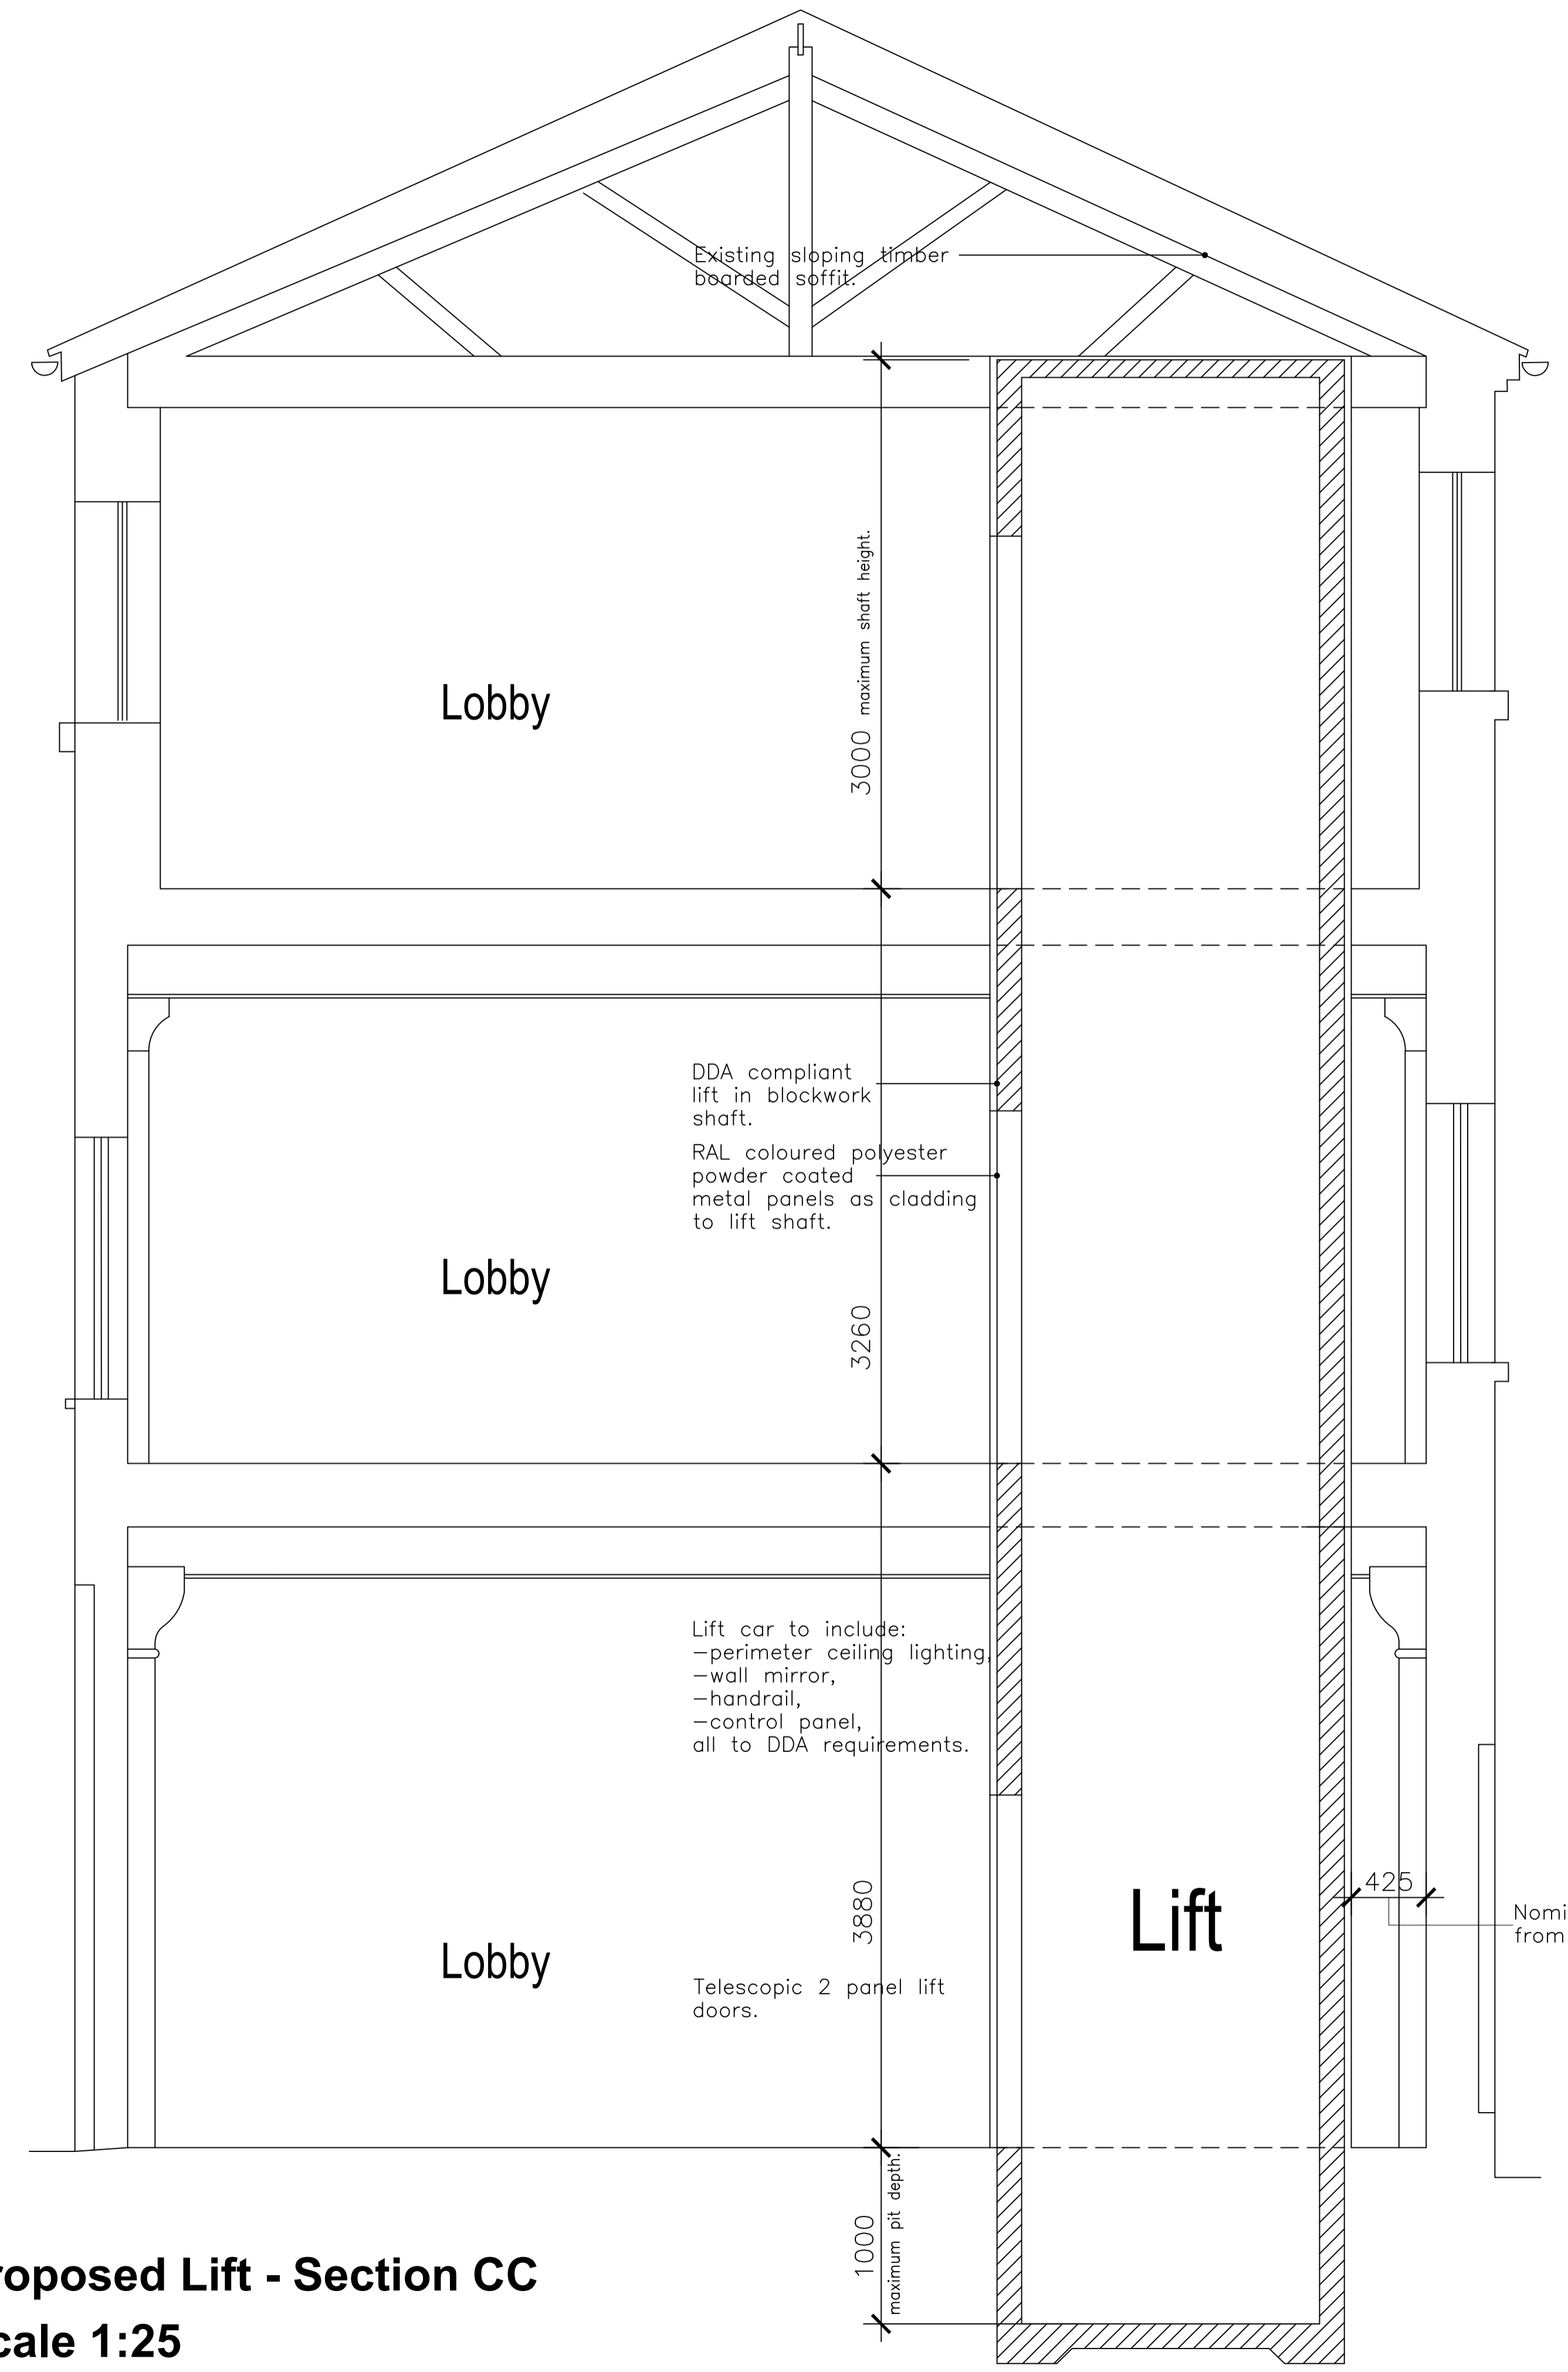 Existing sloping timber
boarded soffit.
3000 maximum shaft height.
Lobby
DDA compliant
lift in blockwork
shaft.
RAL coloured polyester
powder coated
metal panels as cladding
to lift shaft.
Lobby
3260
Lift car to include:
-perimeter ceiling lighting,
-wall mirror,
-handrail,
-control panel,
all to DDA requirements.
425
3880
Lift
Nomi
from
Lobby
Telescopic 2 panel lift
doors.
1000 maximum pit depth.
roposed Lift - Section CC
cale 1:25